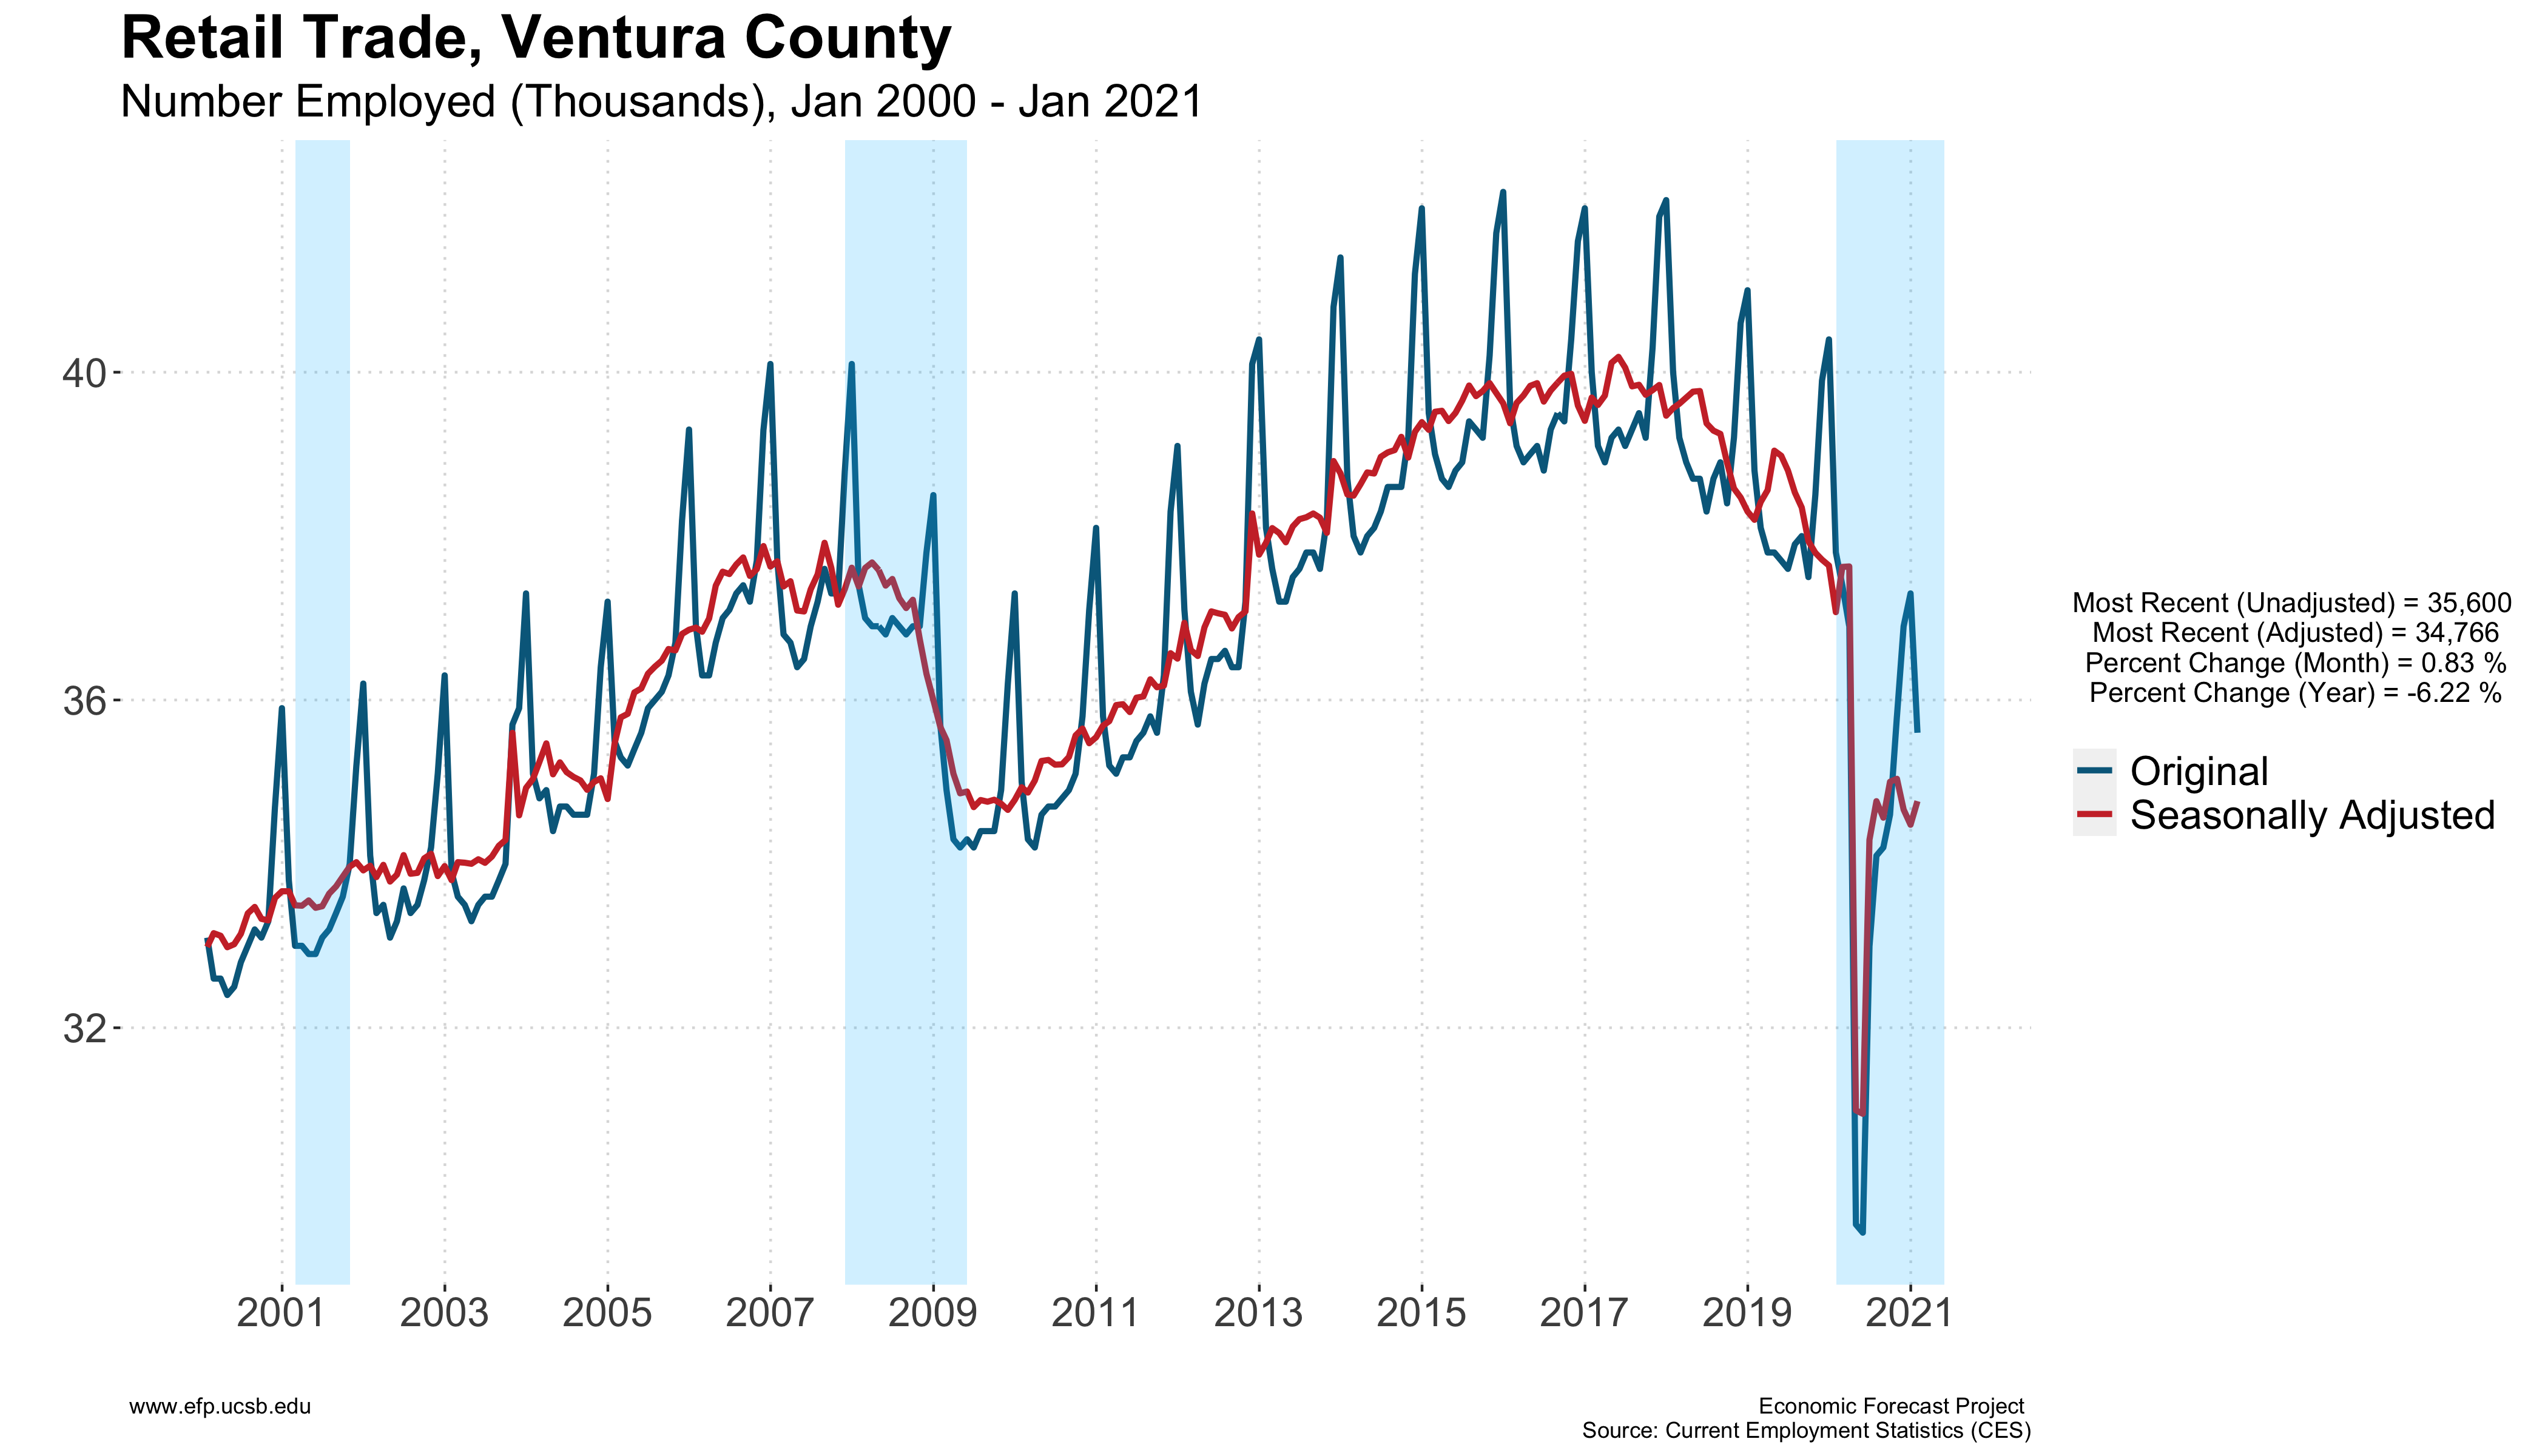 Retail Trade, Ventura County
Number Employed (Thousands), Jan 2000 - Jan 2021
40
36
32
2001 2003 2005 2007 2009 2011 2013 2015 2017 2019 2021
Most Recent (Unadjusted) = 35,600
Most Recent (Adjusted) = 34,766
Percent Change (Month) = 0.83 %
Percent Change (Year) = -6.22 %
Original
Seasonally Adjusted
www.efp.ucsb.edu
Economic Forecast Project
Source: Current Employment Statistics (CES)